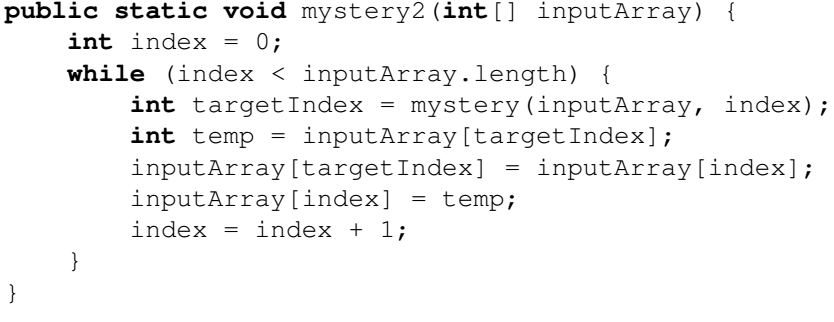 public static void mystery2(int[] inputArray) {
    int index = 0;
    while (index < inputArray.length) {
        int targetIndex = mystery(inputArray, index);
        int temp = inputArray[targetIndex];
        inputArray[targetIndex] = inputArray[index];
        inputArray[index] = temp;
        index = index + 1;
    }
}